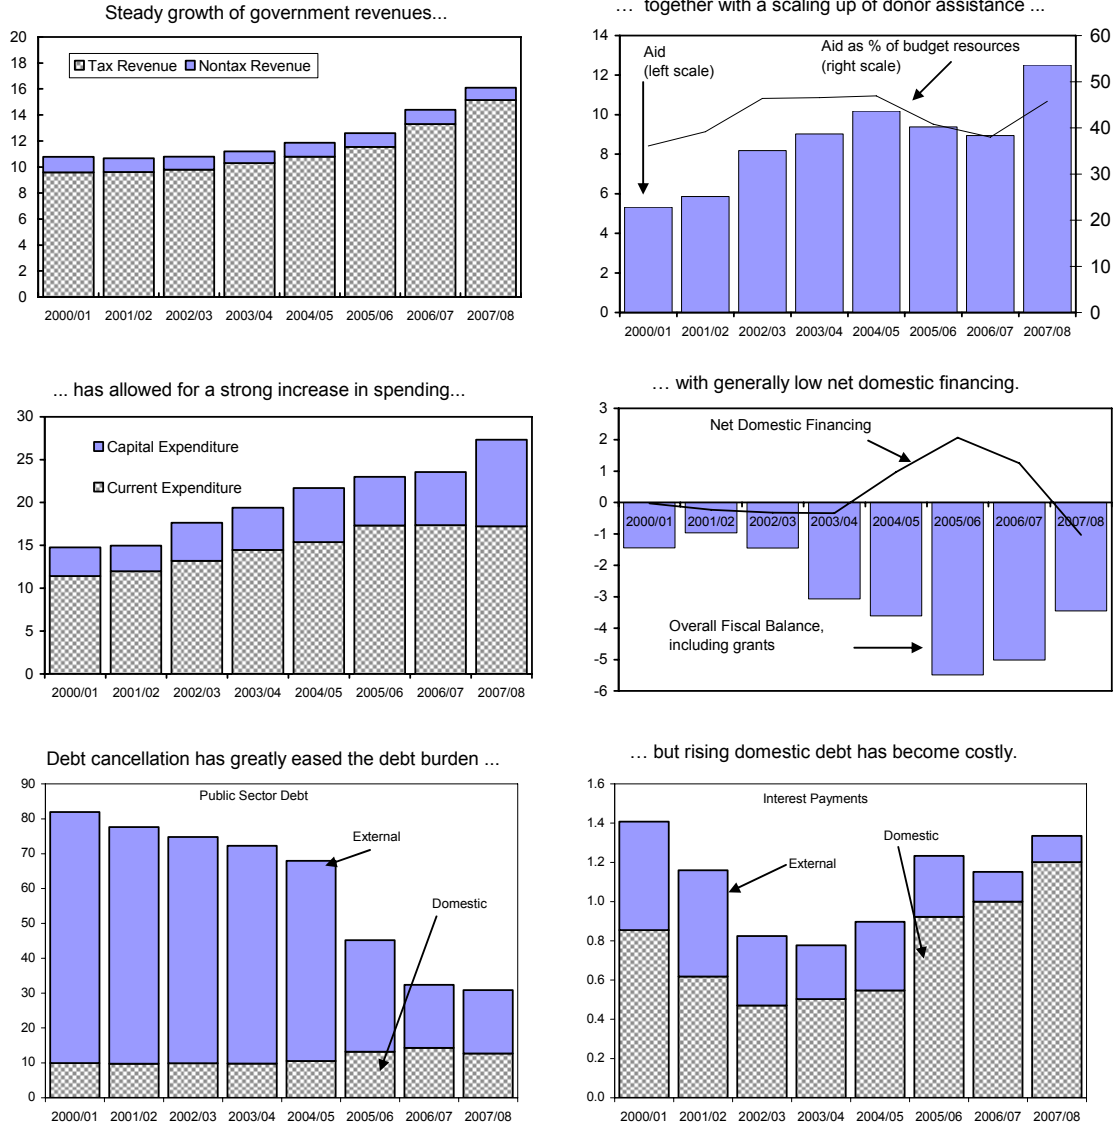 Steady growth of government revenues...
20
18
16
14
12
10
8
6
4
2
0
Tax Revenue Nontax Revenue
2000/01 2001/02 2002/03 2003/04 2004/05 2005/06 2006/07 2007/08
… together with a scaling up of donor assistance ...
14
12
10
8
6
4
2
0
Aid
(left scale)
Aid as % of budget resources
(right scale)
60
50
40
30
20
10
0
2000/01 2001/02 2002/03 2003/04 2004/05 2005/06 2006/07 2007/08
... has allowed for a strong increase in spending...
30
25
20
15
10
5
0
Capital Expenditure
Current Expenditure
2000/01 2001/02 2002/03 2003/04 2004/05 2005/06 2006/07 2007/08
… with generally low net domestic financing.
3
2
1
0
-1
-2
-3
-4
-5
-6
Net Domestic Financing
2000/01 2001/02 2002/03 2003/04 2004/05 2005/06 2006/07 2007/08
Overall Fiscal Balance,
including grants
Debt cancellation has greatly eased the debt burden ...
90
80
70
60
50
40
30
20
10
0
Public Sector Debt
External
Domestic
2000/01 2001/02 2002/03 2003/04 2004/05 2005/06 2006/07 2007/08
… but rising domestic debt has become costly.
1.6
1.4
1.2
1.0
0.8
0.6
0.4
0.2
0.0
Interest Payments
Domestic
External
2000/01 2001/02 2002/03 2003/04 2004/05 2005/06 2006/07 2007/08